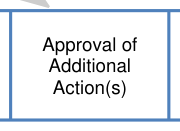 Approval of
Additional
Action(s)